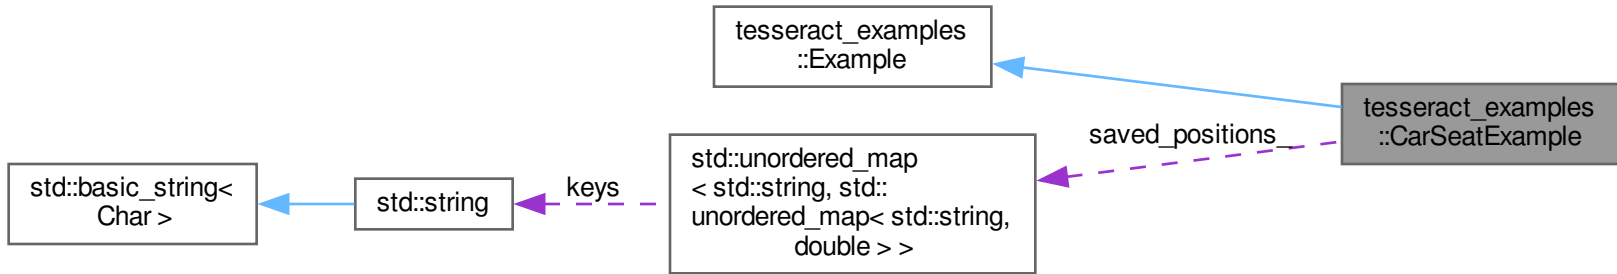 tesseract_examples
::Example
tesseract_examples
::CarSeatExample
saved_positions_
std::unordered_map
< std::string, std::
unordered_map< std::string,
double > >
keys
std::string
std::basic_string<
Char >